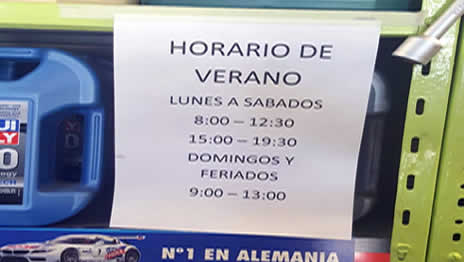 HORARIO DE
VERANO
LUNES A SABADOS
8:00 – 12:30
15:00 – 19:30
DOMINGOS Y
FERIADOS
9:00 – 13:00
Nº1 EN ALEMANIA